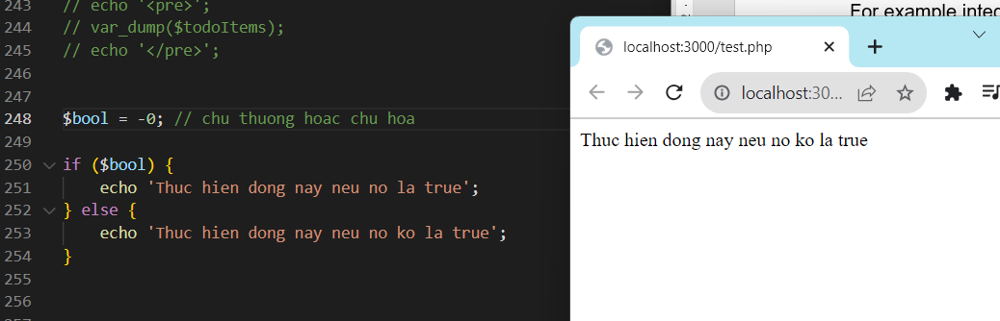 243 // echo '<pre>';
244 // var_dump($todoItems);
245 // echo '</pre>';
246
247
248 $bool = -0; // chu thuong hoac chu hoa
249
250 if ($bool) {
251 echo 'Thuc hien dong nay neu no la true';
252 } else {
253 echo 'Thuc hien dong nay neu no ko la true';
254 }
255
256
For example integ
localhost:3000/test.php
localhost:30...
Thuc hien dong nay neu no ko la true